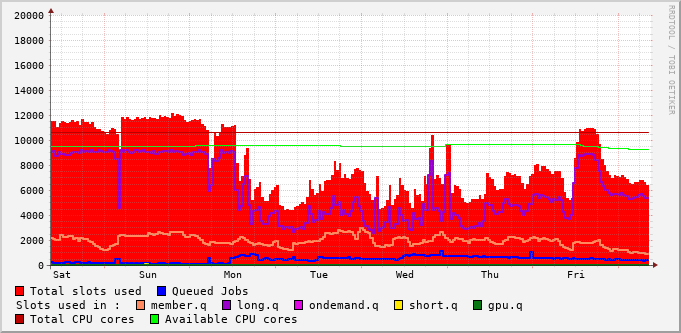 RRDTOOL / TOBI OETIKER
20000
18000
16000
14000
12000
10000
8000
6000
4000
2000
0
Sat Sun Mon Tue Wed Thu Fri
Total slots used Queued Jobs
Slots used in : member.q long.q ondemand.q short.q gpu.q
Total CPU cores Available CPU cores